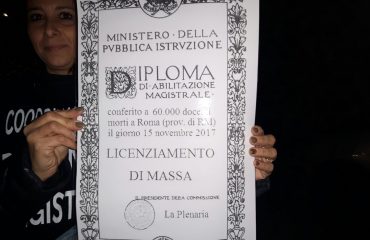 MINISTERO DELLA
PVBBLICA ISTRVZIONE
DIPLOMA
DI ABILITAZIONE
MAGISTRALE
conferito a 60.000 docenti
morti a Roma (prov. di RM)
il giorno 15 novembre 2017
LICENZIAMENTO
DI MASSA
IL PRESIDENTE DELLA COMMISSIONE
La Plenaria